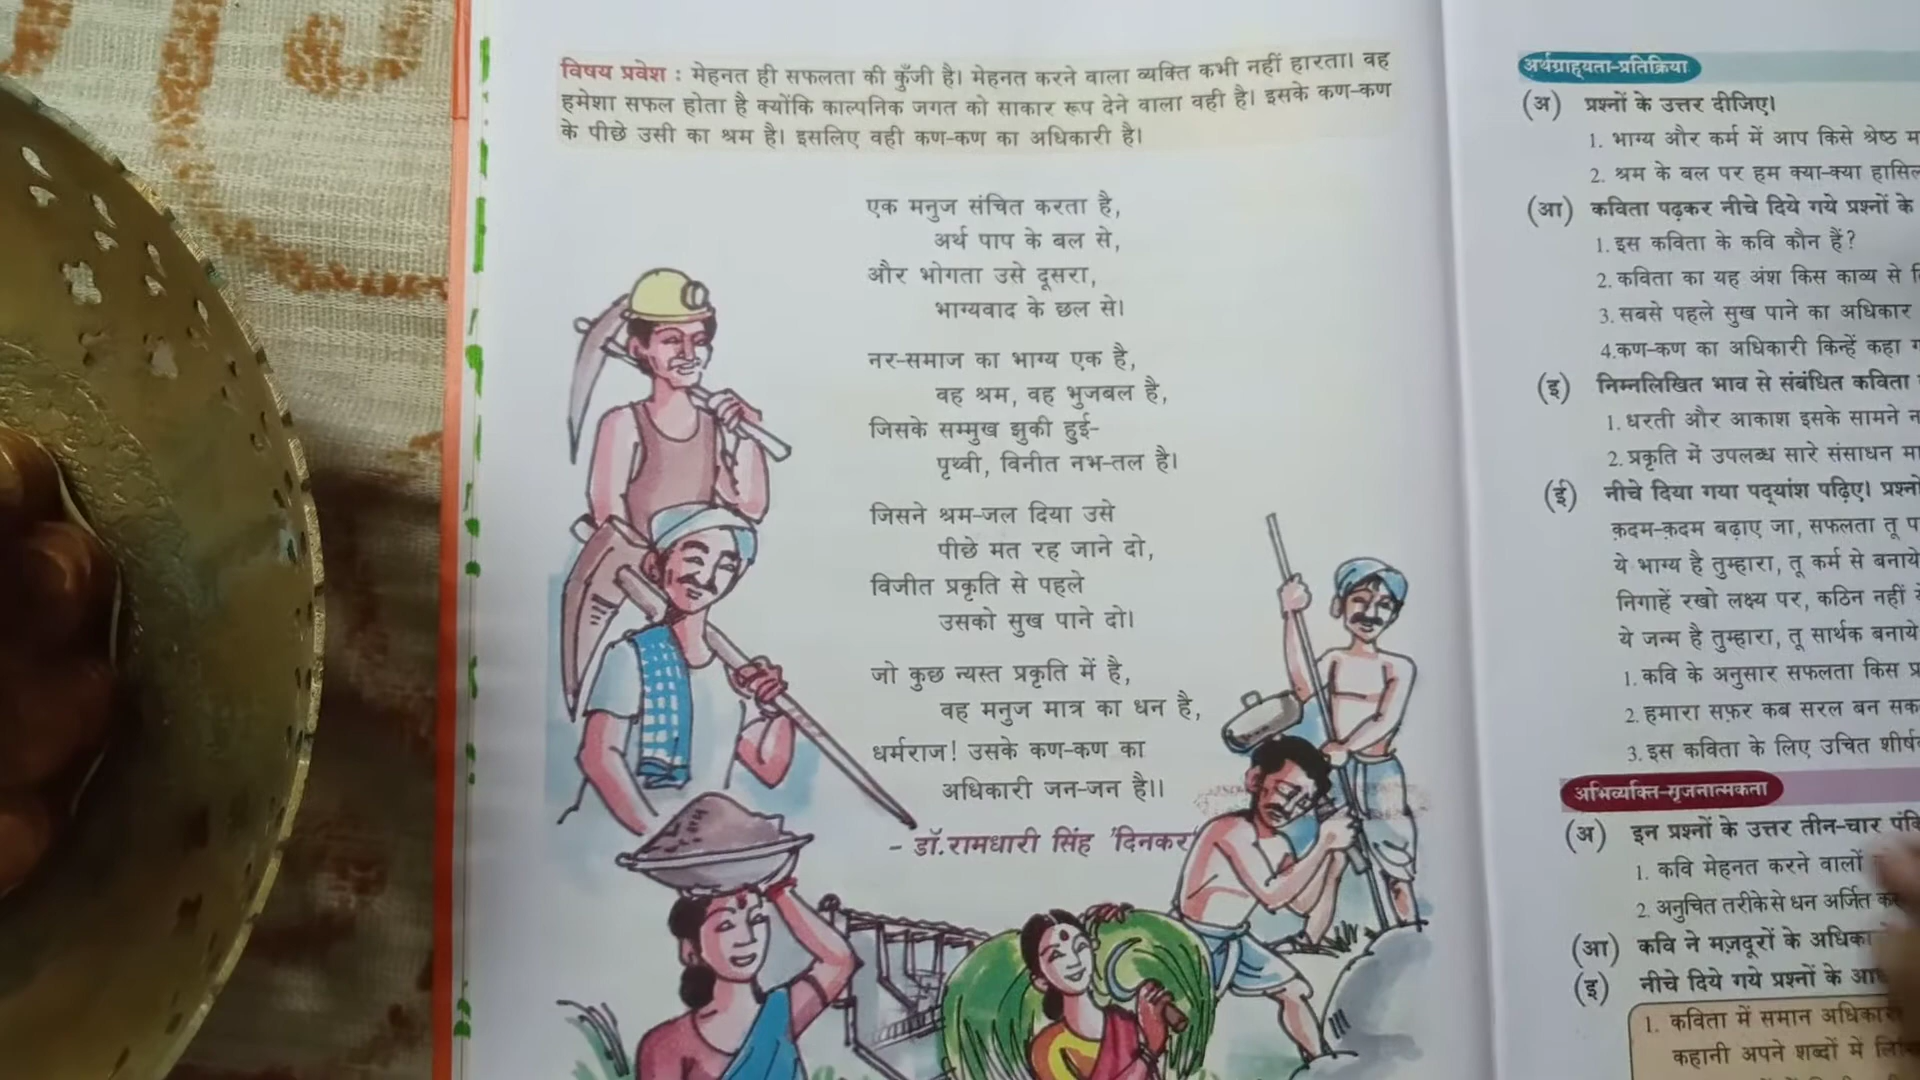 विषय प्रवेश : मेहनत ही सफलता की कुँजी है। मेहनत करने वाला व्यक्ति कभी नहीं हारता। वह
हमेशा सफल होता है क्योंकि काल्पनिक जगत को साकार रूप देने वाला वही है। इसके कण-कण
के पीछे उसी का श्रम है। इसलिए वही कण-कण का अधिकारी है।
एक मनुज संचित करता है,
अर्थ पाप के बल से,
और भोगता उसे दूसरा,
भाग्यवाद के छल से।
नर-समाज का भाग्य एक है,
वह श्रम, वह भुजबल है,
जिसके सम्मुख झुकी हुई-
पृथ्वी, विनीत नभ-तल है।
जिसने श्रम-जल दिया उसे
पीछे मत रह जाने दो,
विजीत प्रकृति से पहले
उसको सुख पाने दो।
जो कुछ न्यस्त प्रकृति में है,
वह मनुज मात्र का धन है,
धर्मराज! उसके कण-कण का
अधिकारी जन-जन है।।
- डॉ.रामधारी सिंह 'दिनकर'
अर्थग्राह्यता-प्रतिक्रिया
(अ) प्रश्नों के उत्तर दीजिए।
1. भाग्य और कर्म में आप किसे श्रेष्ठ
2. श्रम के बल पर हम क्या-क्या
(आ) कविता पढ़कर नीचे दिये गये प्रश्नों के
1. इस कविता के कवि कौन हैं?
2. कविता का यह अंश किस काव्य से
3. सबसे पहले सुख पाने का अधिकार
4.कण-कण का अधिकारी किन्हें कहा
(इ) निम्नलिखित भाव से संबंधित कविता
1. धरती और आकाश इसके सामने
2. प्रकृति में उपलब्ध सारे संसाधन
(ई) नीचे दिया गया पद्यांश पढ़िए।
क़दम-क़दम बढ़ाए जा, सफलता तू
ये भाग्य है तुम्हारा, तू कर्म से बनाये
निगाहें रखो लक्ष्य पर, कठिन नहीं
ये जन्म है तुम्हारा, तू सार्थक बनाये
1. कवि के अनुसार सफलता किस
2. हमारा सफ़र कब सरल बन
3. इस कविता के लिए उचित
अभिव्यक्ति-सृजनात्मकता
(अ) इन प्रश्नों के उत्तर तीन-चार
1. कवि मेहनत करने वालों
2. अनुचित तरीके से धन अर्जित
(आ) कवि ने मज़दूरों के
(इ) नीचे दिये गये प्रश्नों के
1. कविता में समान
कहानी अपने शब्दों में